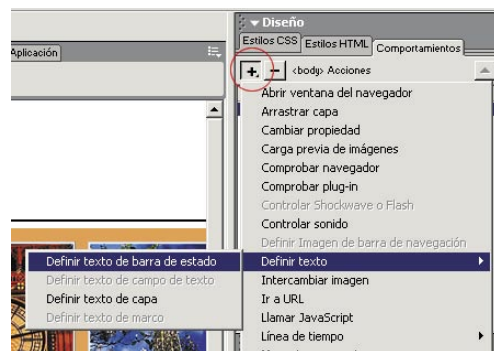 Diseño
Estilos CSS Estilos HTML Comportamientos
Aplicación
<body> Acciones
Abrir ventana del navegador
Arrastrar capa
Cambiar propiedad
Carga previa de imágenes
Comprobar navegador
Comprobar plug-in
Controlar Shockwave o Flash
Controlar sonido
Definir Imagen de barra de navegación
Definir texto
Definir texto de barra de estado
Definir texto de campo de texto
Definir texto de capa
Definir texto de marco
Intercambiar imagen
Ir a URL
Llamar JavaScript
Línea de tiempo